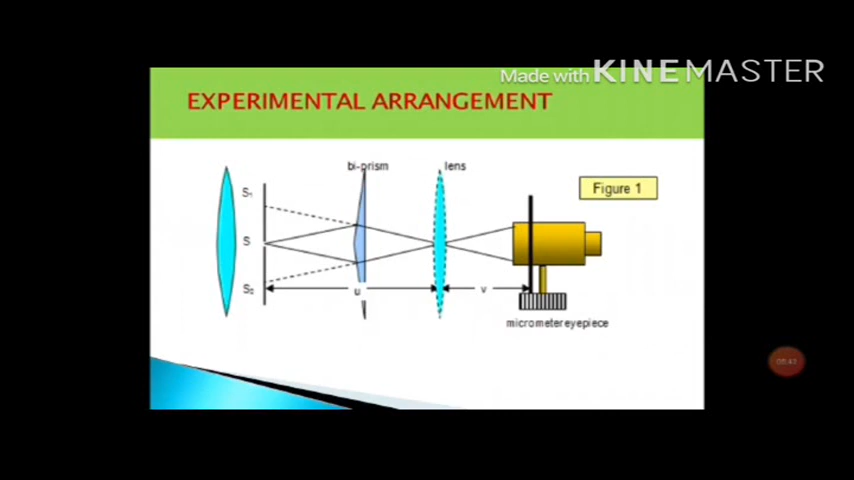 Made with KINEMASTER
EXPERIMENTAL ARRANGEMENT
bi-prism
lens
Figure 1
S₁
S
S₂
u
v
micrometereyepiece